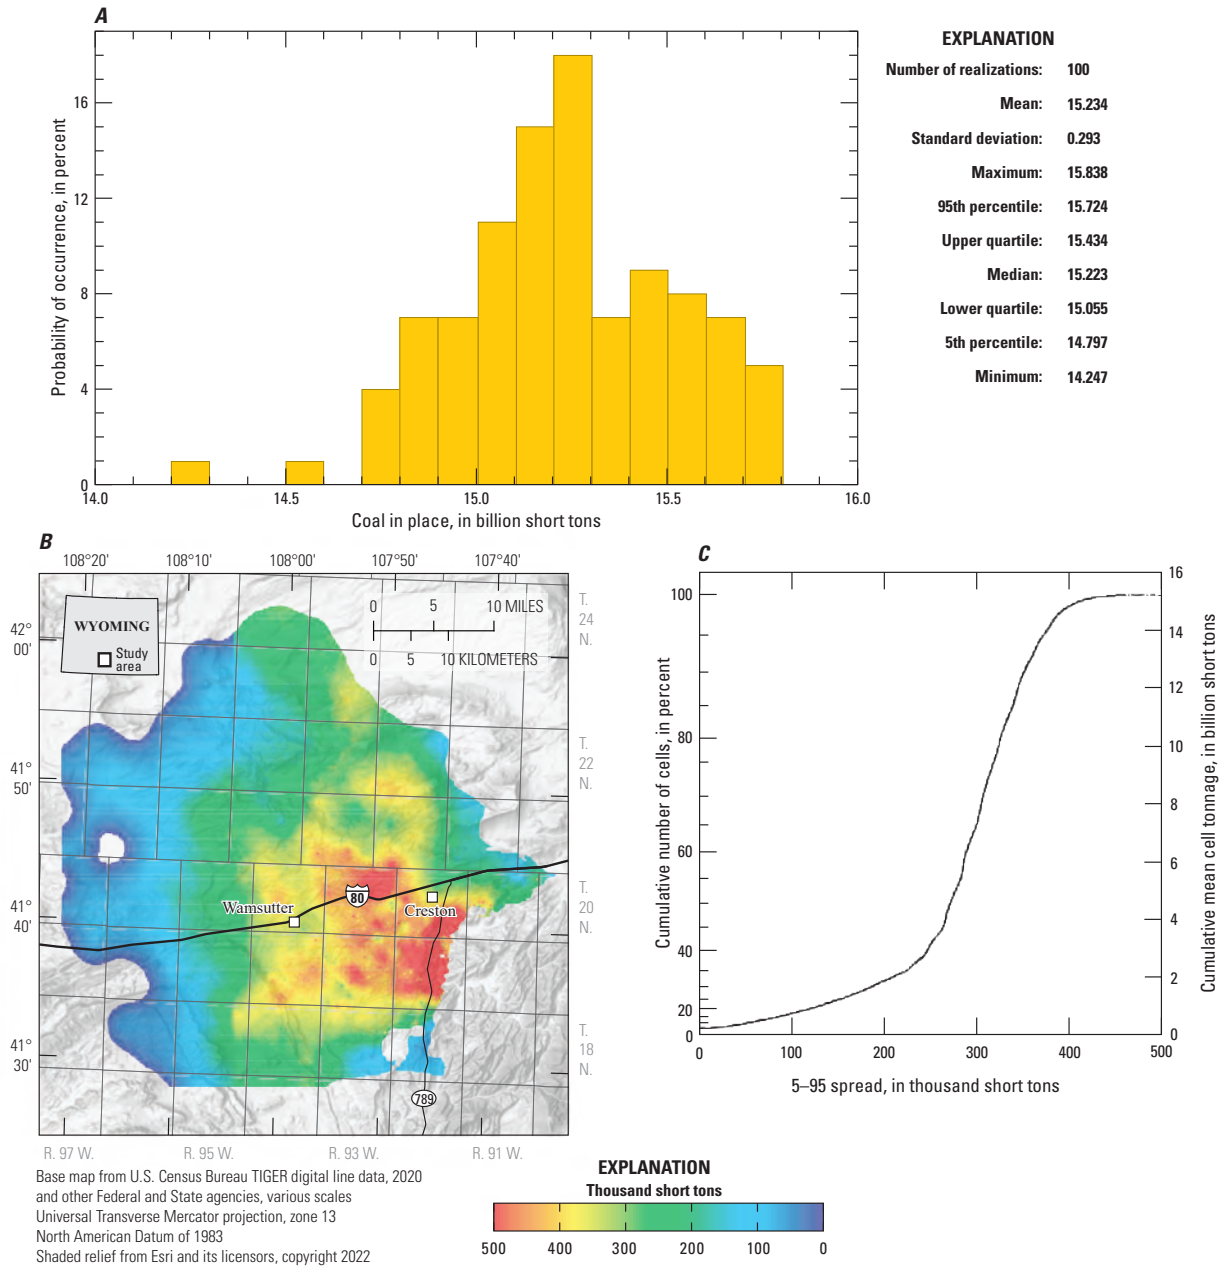 A
EXPLANATION
Number of realizations: 100
Mean: 15.234
Standard deviation: 0.293
Maximum: 15.838
95th percentile: 15.724
Upper quartile: 15.434
Median: 15.223
Lower quartile: 15.055
5th percentile: 14.797
Minimum: 14.247
Probability of occurrence, in percent
16
12
8
4
0
14.0 14.5 15.0 15.5 16.0
Coal in place, in billion short tons
B
108°20' 108°10' 108°00' 107°50' 107°40'
42°
00'
41°
50'
41°
40'
41°
30'
WYOMING
Study
area
0 5 10 MILES
0 5 10 KILOMETERS
T.
24
N.
T.
22
N.
T.
20
N.
T.
18
N.
Wamsutter
80
Creston
789
R. 97 W. R. 95 W. R. 93 W. R. 91 W.
C
Cumulative number of cells, in percent
100
80
60
40
20
0
16
14
12
10
8
6
4
2
0
Cumulative mean cell tonnage, in billion short tons
0 100 200 300 400 500
5–95 spread, in thousand short tons
Base map from U.S. Census Bureau TIGER digital line data, 2020
and other Federal and State agencies, various scales
Universal Transverse Mercator projection, zone 13
North American Datum of 1983
Shaded relief from Esri and its licensors, copyright 2022
EXPLANATION
Thousand short tons
500 400 300 200 100 0